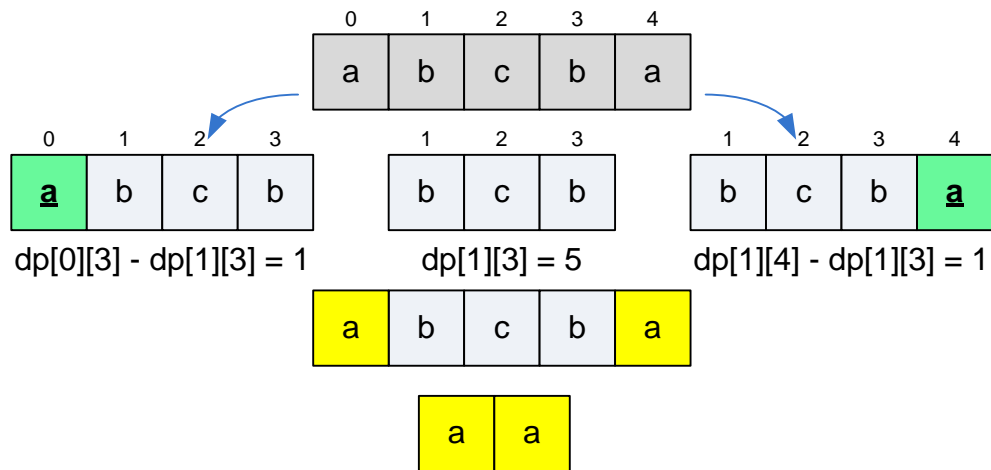 0 1 2 3 4
a b c b a
0 1 2 3
a b c b
1 2 3
b c b
1 2 3 4
b c b a
dp[0][3] - dp[1][3] = 1
dp[1][3] = 5
dp[1][4] - dp[1][3] = 1
a b c b a
a a